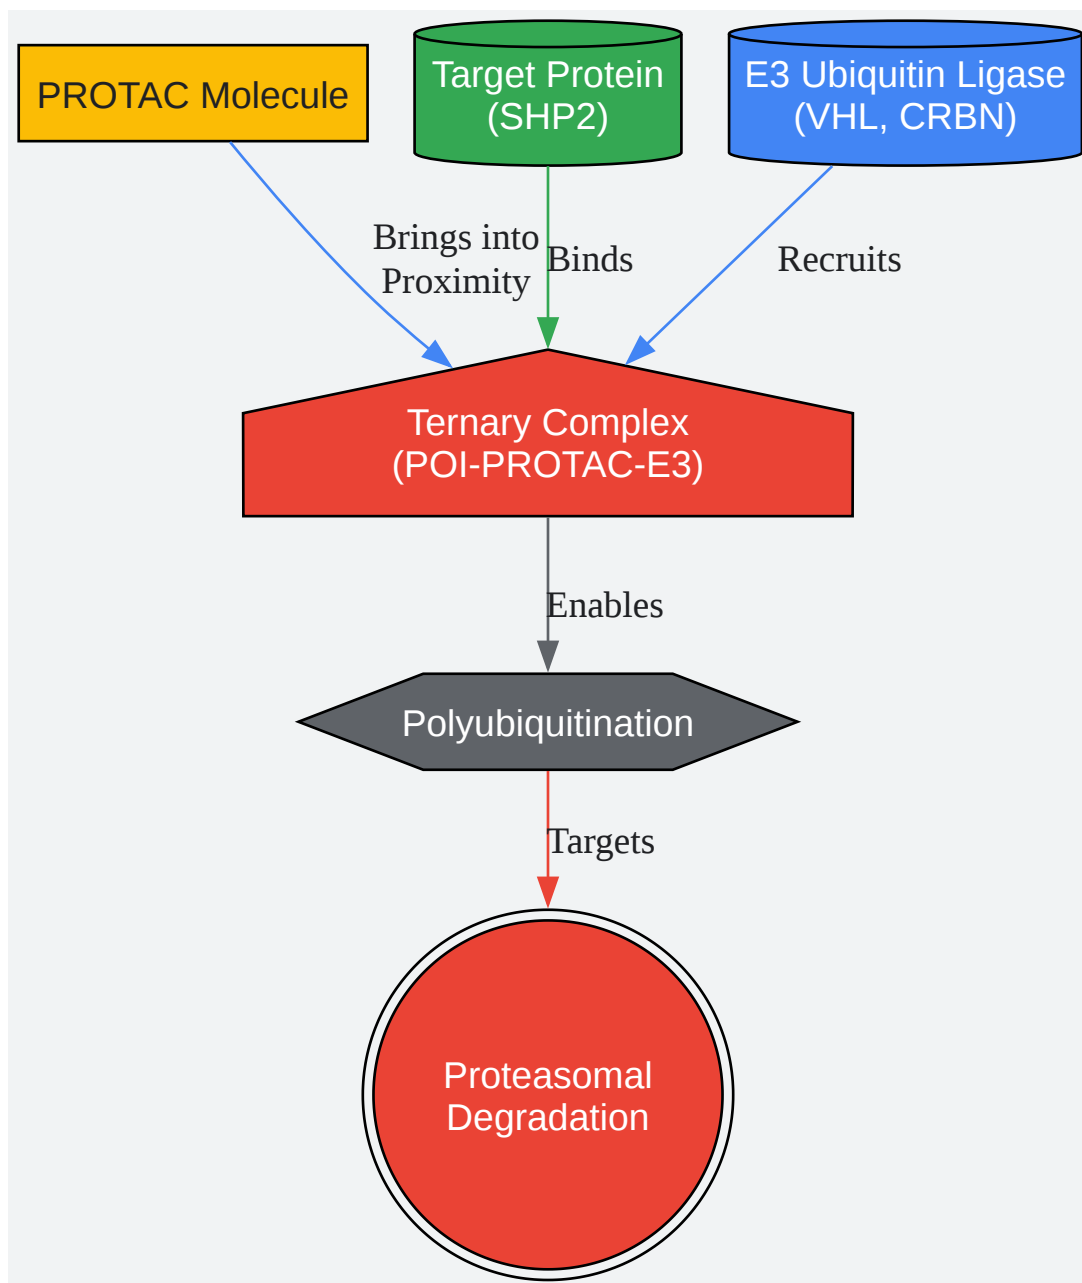 PROTAC Molecule
Target Protein
(SHP2)
E3 Ubiquitin Ligase
(VHL, CRBN)
Brings into
Proximity
Binds
Recruits
Ternary Complex
(POI-PROTAC-E3)
Enables
Polyubiquitination
Targets
Proteasomal
Degradation